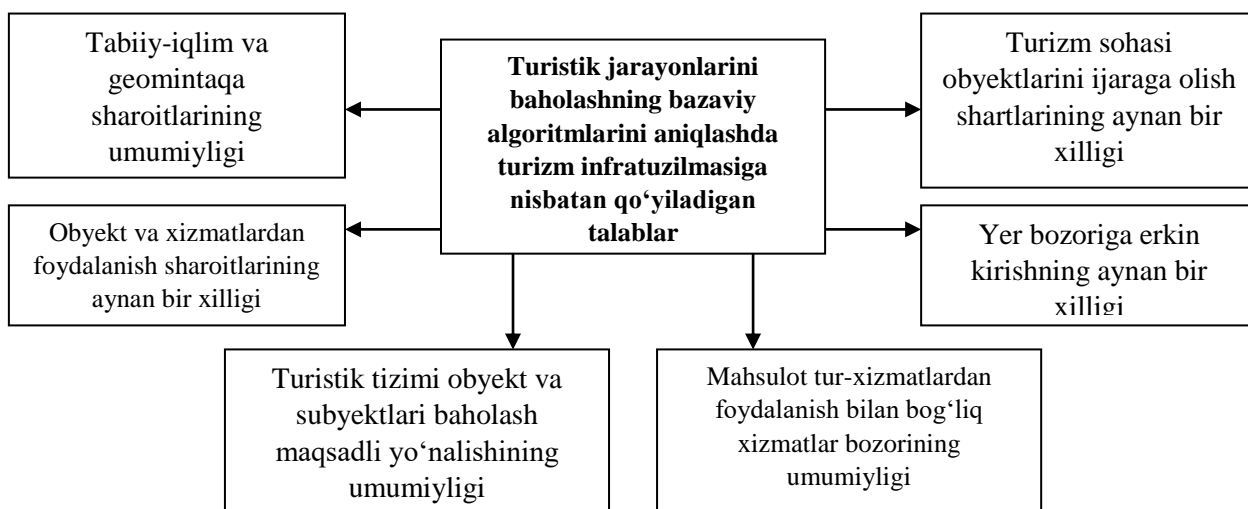 Tabiiy-iqlim va
geomintaqa
sharoitlarining
umumiyligi
Turistik jarayonlarini
baholashning bazaviy
algoritmlarini aniqlashda
turizm infratuzilmasiga
nisbatan qo‘yiladigan
talablar
Turizm sohasi
obyektlarini ijaraga olish
shartlarining aynan bir
xilligi
Obyekt va xizmatlardan
foydalanish sharoitlarining
aynan bir xilligi
Yer bozoriga erkin
kirishning aynan bir
xilligi
Turistik tizimi obyekt va
subyektlari baholash
maqsadli yo‘nalishining
umumiyligi
Mahsulot tur-xizmatlardan
foydalanish bilan bog‘liq
xizmatlar bozorining
umumiyligi